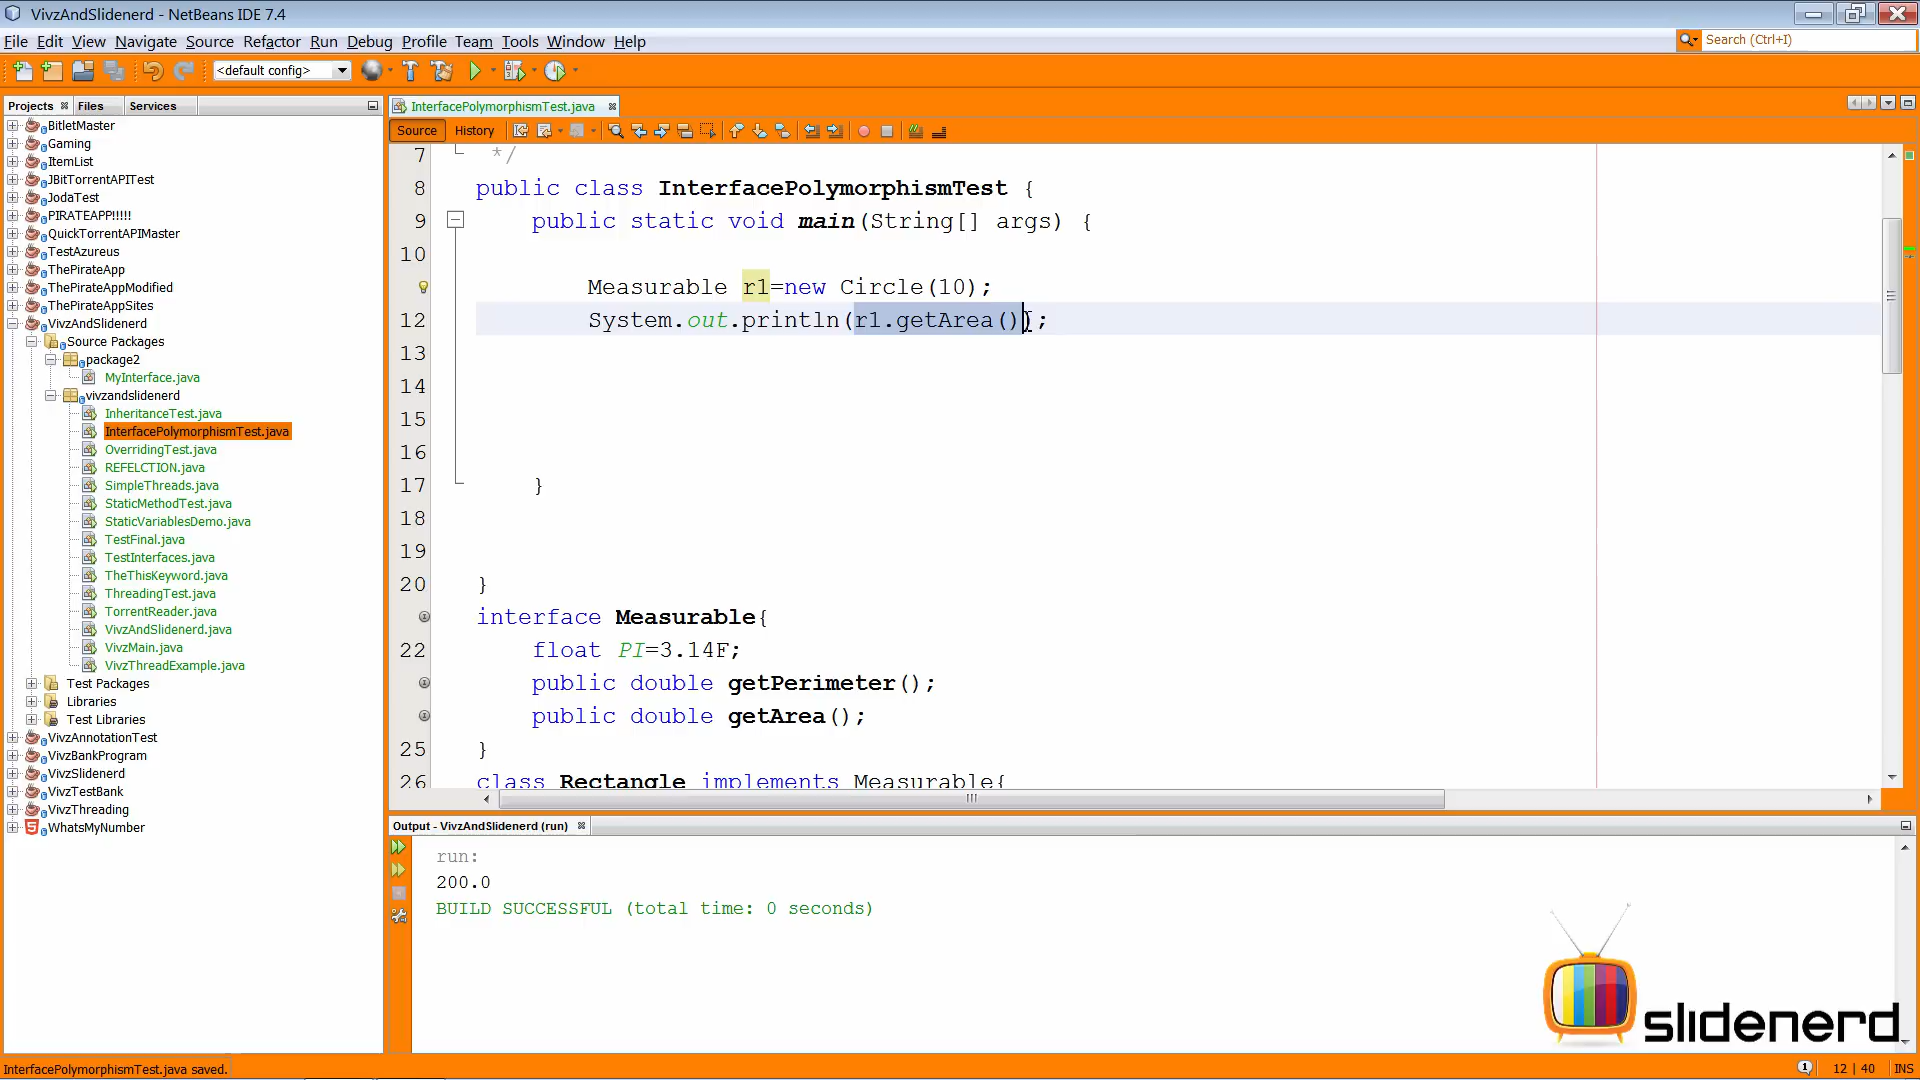 VivzAndSlidenerd - NetBeans IDE 7.4
File Edit View Navigate Source Refactor Run Debug Profile Team Tools Window Help
Search (Ctrl+I)
<default config>
Projects Files Services
InterfacePolymorphismTest.java
Source History
BitletMaster
Gaming
ItemList
JBitTorrentAPITest
JodaTest
PIRATEAPP!!!!!
QuickTorrentAPIMaster
TestAzureus
ThePirateApp
ThePirateAppModified
ThePirateAppSites
VivzAndSlidenerd
Source Packages
package2
MyInterface.java
vivzandslidenerd
InheritanceTest.java
InterfacePolymorphismTest.java
OverridingTest.java
REFELCTION.java
SimpleThreads.java
StaticMethodTest.java
StaticVariablesDemo.java
TestFinal.java
TestInterfaces.java
TheThisKeyword.java
ThreadingTest.java
TorrentReader.java
VivzAndSlidenerd.java
VivzMain.java
VivzThreadExample.java
Test Packages
Libraries
Test Libraries
VivzAnnotationTest
VivzBankProgram
VivzSlidenerd
VivzTestBank
VivzThreading
WhatsMyNumber
7 */
8 public class InterfacePolymorphismTest {
9 public static void main(String[] args) {
10
Measurable r1=new Circle(10);
12 System.out.println(r1.getArea());
13
14
15
16
17 }
18
19
20 }
interface Measurable{
22 float PI=3.14F;
public double getPerimeter();
public double getArea();
25 }
26 class Rectangle implements Measurable{
Output - VivzAndSlidenerd (run)
run:
200.0
BUILD SUCCESSFUL (total time: 0 seconds)
slidenerd
InterfacePolymorphismTest.java saved.
12 | 40 INS